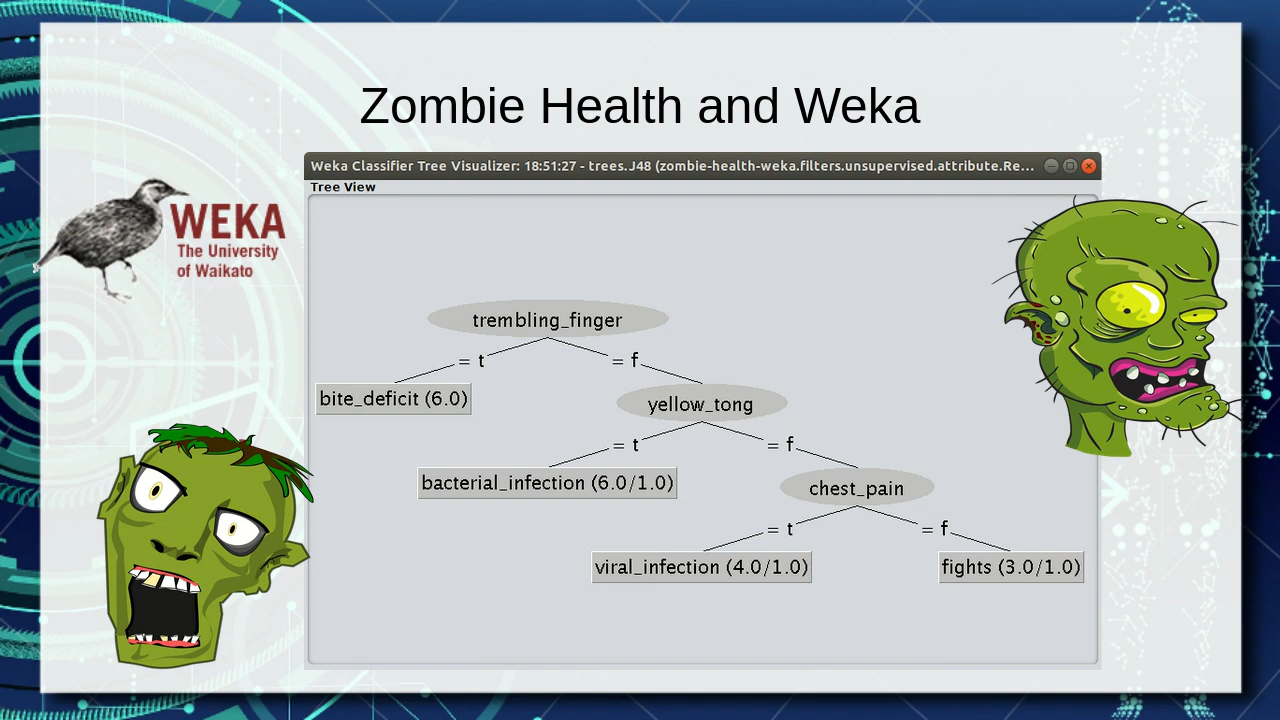 Zombie Health and Weka
Weka Classifier Tree Visualizer: 18:51:27 - trees.J48 (zombie-health-weka.filters.unsupervised.attribute.Re...
Tree View
WEKA
The University
of Waikato
trembling_finger
= t
= f
bite_deficit (6.0)
yellow_tong
= t
= f
bacterial_infection (6.0/1.0)
chest_pain
= t
= f
viral_infection (4.0/1.0)
fights (3.0/1.0)